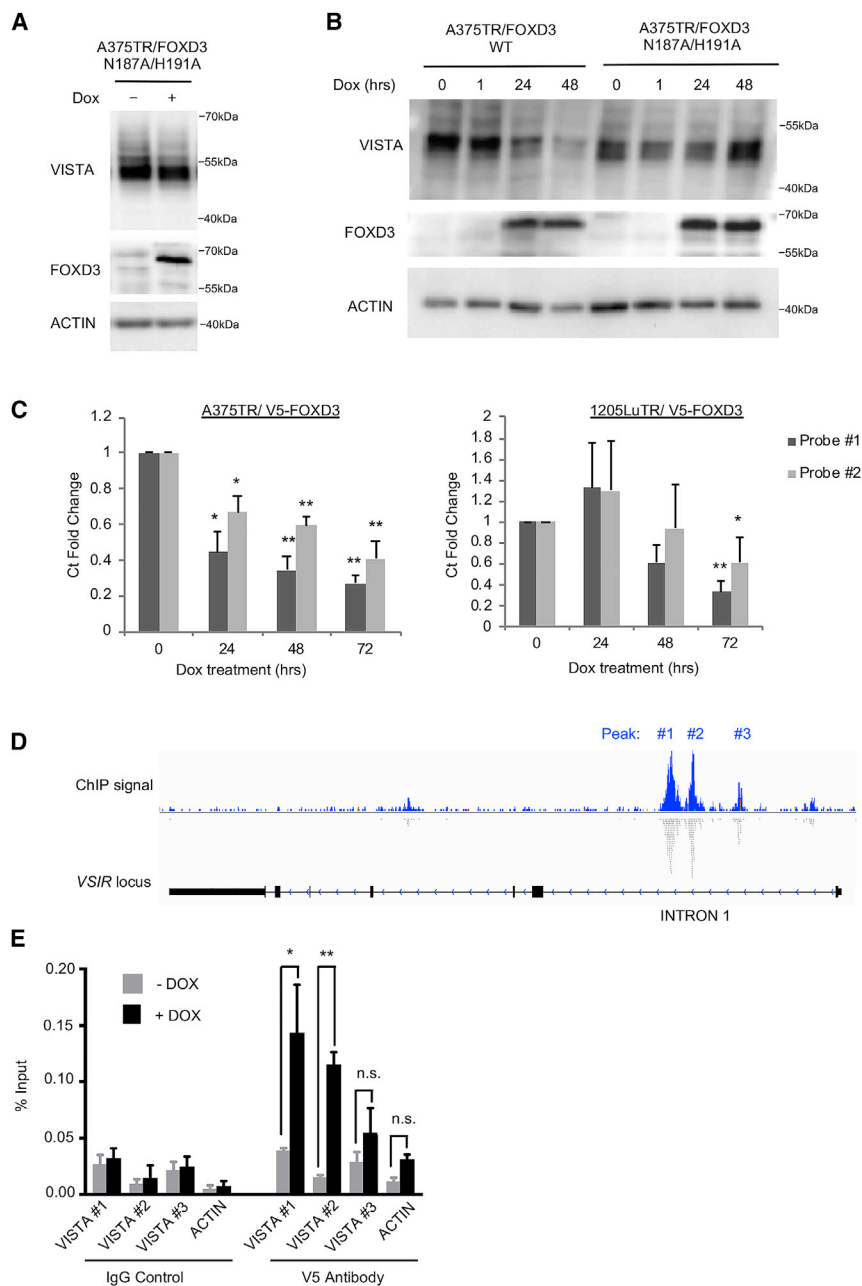 A
A375TR/FOXD3
N187A/H191A
Dox – +
VISTA
–70kDa
–55kDa
–40kDa
FOXD3
–70kDa
–55kDa
ACTIN
–40kDa
B
A375TR/FOXD3
WT
A375TR/FOXD3
N187A/H191A
Dox (hrs) 0 1 24 48 0 1 24 48
VISTA
–55kDa
–40kDa
FOXD3
–70kDa
–55kDa
ACTIN
–40kDa
C
A375TR/ V5-FOXD3
Ct Fold Change
1.2
1
0.8
0.6
0.4
0.2
0
* *
** **
** **
0 24 48 72
Dox treatment (hrs)
1205LuTR/ V5-FOXD3
Ct Fold Change
2
1.8
1.6
1.4
1.2
1
0.8
0.6
0.4
0.2
0
** *
0 24 48 72
Dox treatment (hrs)
Probe #1
Probe #2
D
Peak: #1 #2 #3
ChIP signal
VSIR locus
INTRON 1
E
% Input
0.20
0.15
0.10
0.05
0.00
- DOX
+ DOX
* ** n.s. n.s.
VISTA #1 VISTA #2 VISTA #3 ACTIN VISTA #1 VISTA #2 VISTA #3 ACTIN
IgG Control V5 Antibody